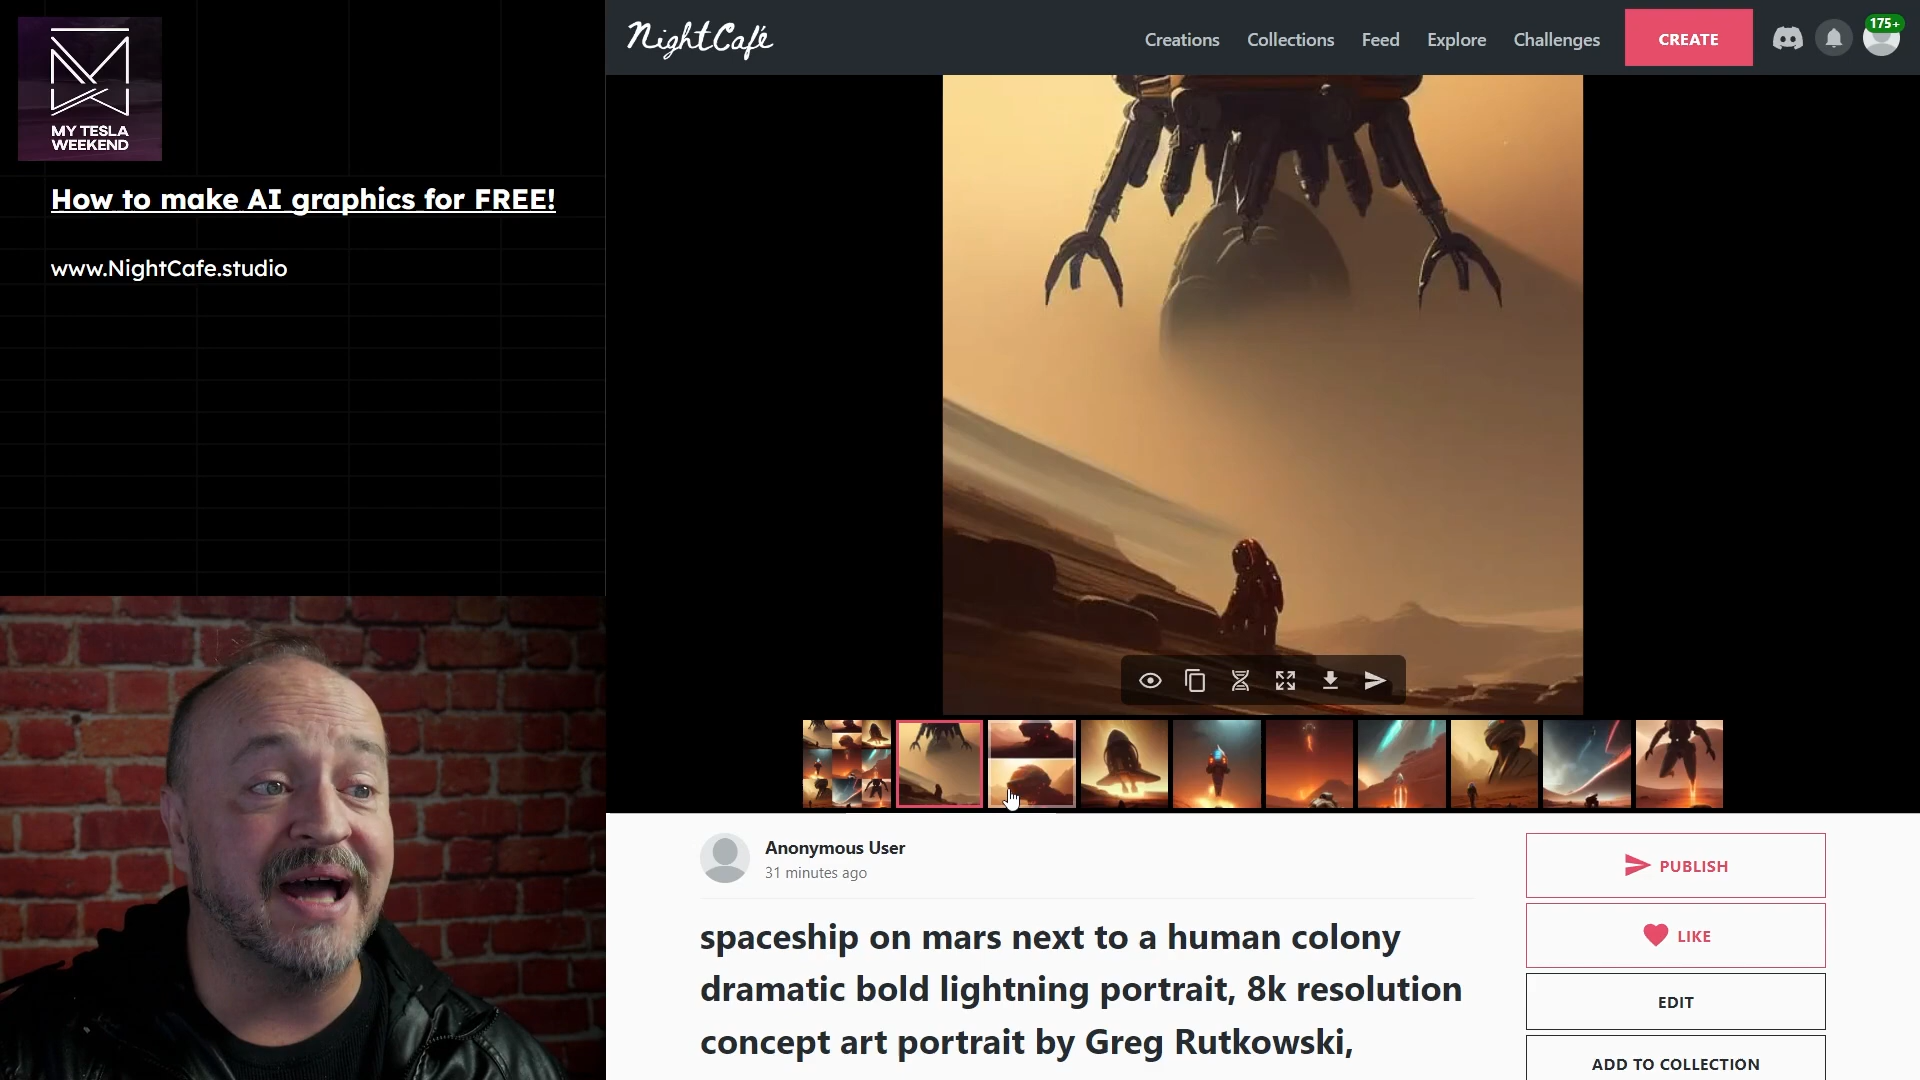 MY TESLA
WEEKEND
How to make AI graphics for FREE!
www.NightCafe.studio
NightCafé
Creations
Collections
Feed
Explore
Challenges
CREATE
175+
Anonymous User
31 minutes ago
spaceship on mars next to a human colony
dramatic bold lightning portrait, 8k resolution
concept art portrait by Greg Rutkowski,
PUBLISH
LIKE
EDIT
ADD TO COLLECTION